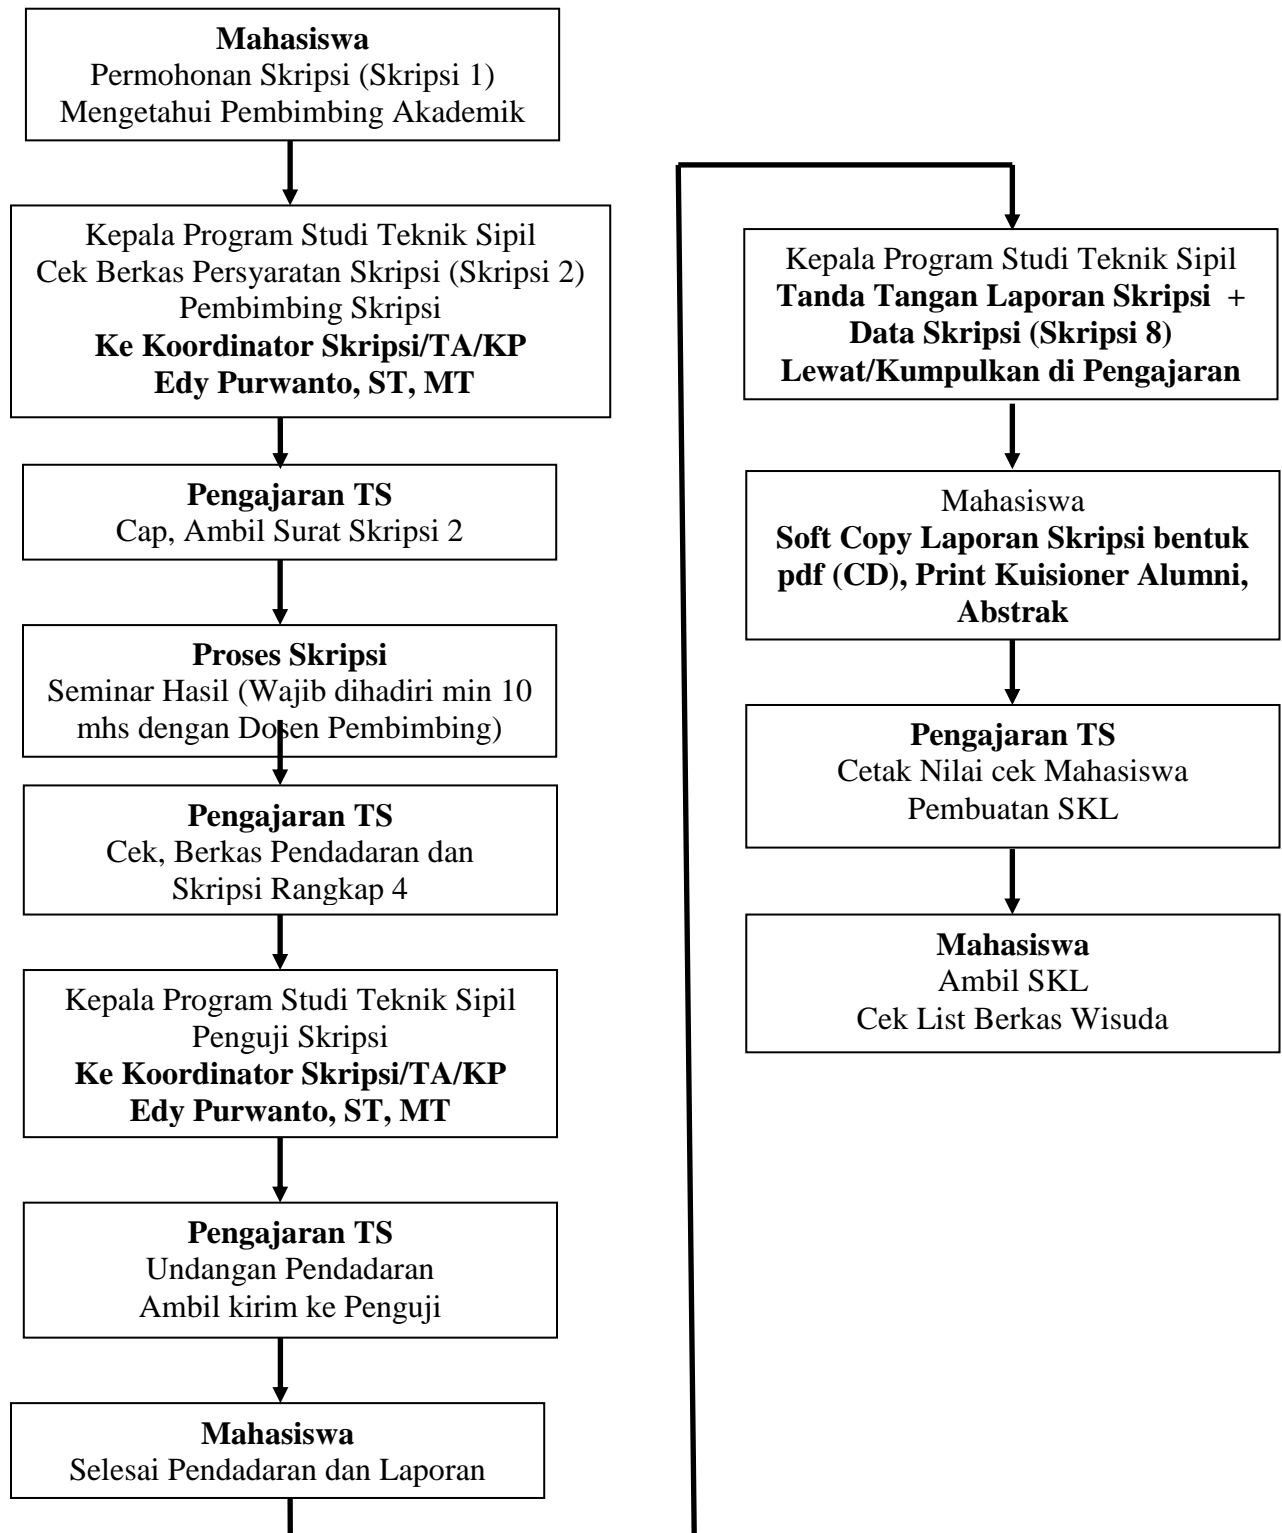 Mahasiswa
Permohonan Skripsi (Skripsi 1)
Mengetahui Pembimbing Akademik
Kepala Program Studi Teknik Sipil
Cek Berkas Persyaratan Skripsi (Skripsi 2)
Pembimbing Skripsi
Ke Koordinator Skripsi/TA/KP
Edy Purwanto, ST, MT
Pengajaran TS
Cap, Ambil Surat Skripsi 2
Proses Skripsi
Seminar Hasil (Wajib dihadiri min 10
mhs dengan Dosen Pembimbing)
Pengajaran TS
Cek, Berkas Pendadaran dan
Skripsi Rangkap 4
Kepala Program Studi Teknik Sipil
Penguji Skripsi
Ke Koordinator Skripsi/TA/KP
Edy Purwanto, ST, MT
Pengajaran TS
Undangan Pendadaran
Ambil kirim ke Penguji
Mahasiswa
Selesai Pendadaran dan Laporan
Kepala Program Studi Teknik Sipil
Tanda Tangan Laporan Skripsi +
Data Skripsi (Skripsi 8)
Lewat/Kumpulkan di Pengajaran
Mahasiswa
Soft Copy Laporan Skripsi bentuk
pdf (CD), Print Kuisioner Alumni,
Abstrak
Pengajaran TS
Cetak Nilai cek Mahasiswa
Pembuatan SKL
Mahasiswa
Ambil SKL
Cek List Berkas Wisuda